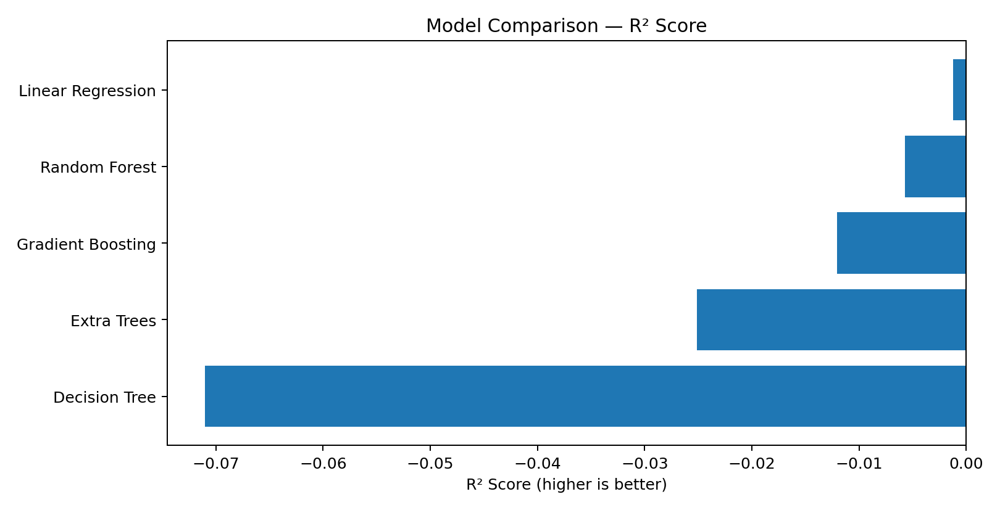 Model Comparison — R² Score
Linear Regression
Random Forest
Gradient Boosting
Extra Trees
Decision Tree
−0.07 −0.06 −0.05 −0.04 −0.03 −0.02 −0.01 0.00
R² Score (higher is better)